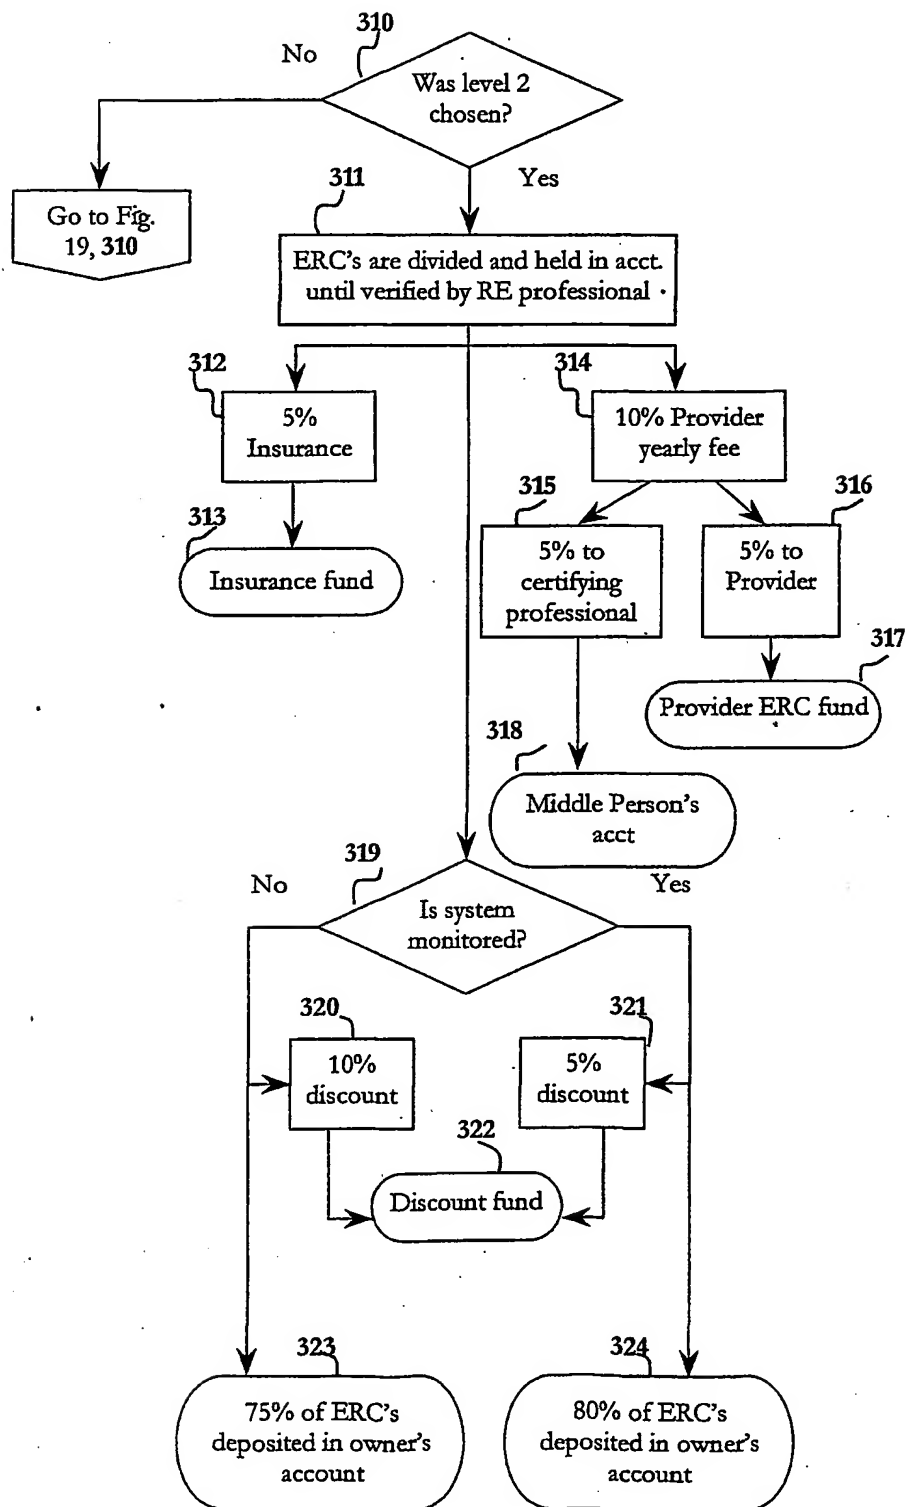 310
No
Was level 2
chosen?
311
Yes
Go to Fig.
19, 310
ERC's are divided and held in acct.
until verified by RE professional
312
314
5%
Insurance
10% Provider
yearly fee
315
316
313
Insurance fund
5% to
certifying
professional
5% to
Provider
317
Provider ERC fund
318
Middle Person's
acct
319
No
Yes
Is system
monitored?
320
321
10%
discount
5%
discount
322
Discount fund
323
324
75% of ERC's
deposited in owner's
account
80% of ERC's
deposited in owner's
account